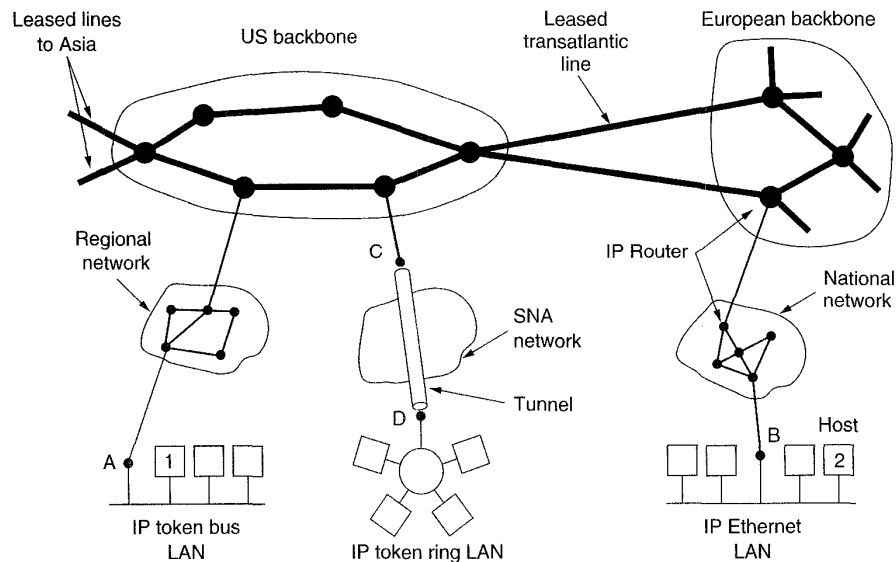 Leased lines
to Asia
US backbone
Leased
transatlantic
line
European backbone
Regional
network
C
IP Router
National
network
SNA
network
Tunnel
D
A
1
B
Host
2
IP token bus
LAN
IP token ring LAN
IP Ethernet
LAN